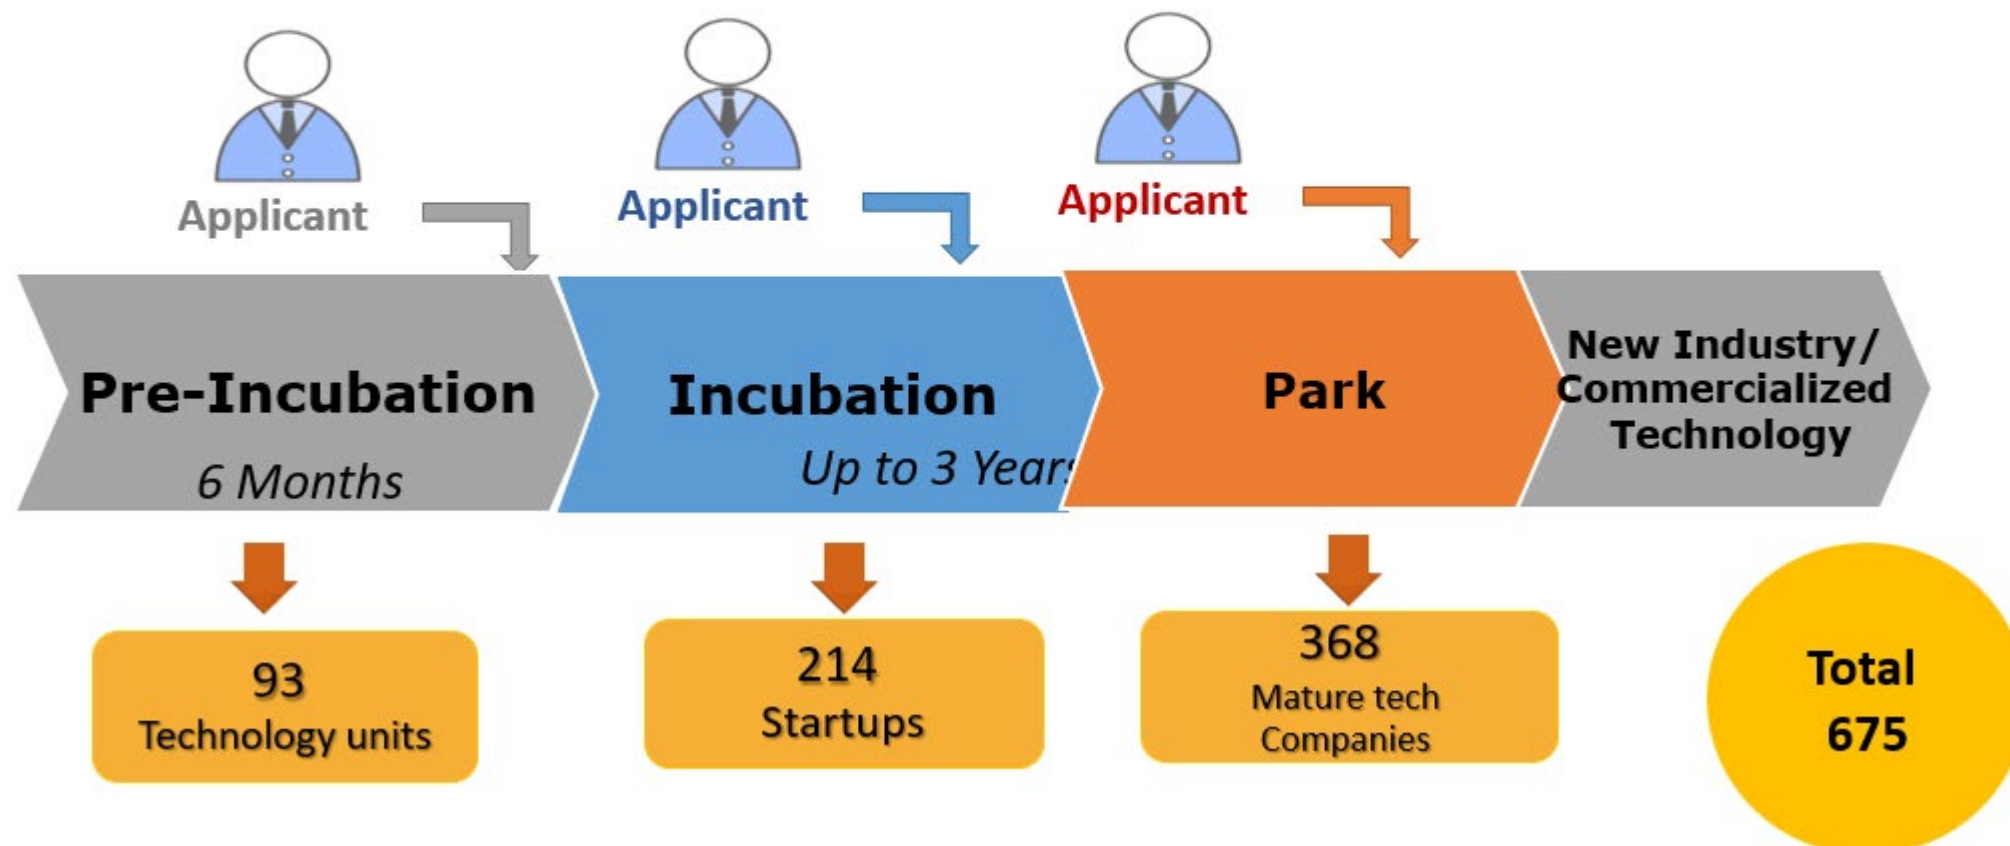 Applicant
Applicant
Applicant
Pre-Incubation
6 Months
Incubation
Up to 3 Years
Park
New Industry/
Commercialized
Technology
93
Technology units
214
Startups
368
Mature tech
Companies
Total
675